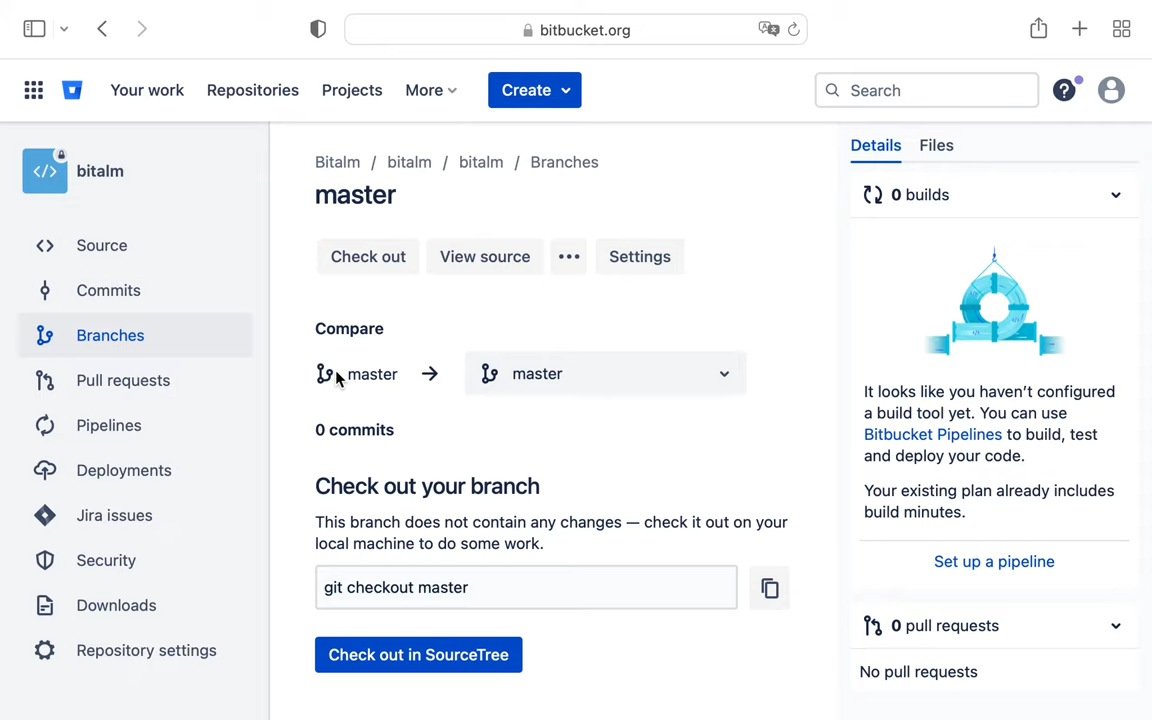 bitbucket.org
Your work
Repositories
Projects
More
Create
Search
bitalm
Source
Commits
Branches
Pull requests
Pipelines
Deployments
Jira issues
Security
Downloads
Repository settings
Bitalm / bitalm / bitalm / Branches
master
Check out
View source
Settings
Compare
master
master
0 commits
Check out your branch
This branch does not contain any changes — check it out on your
local machine to do some work.
git checkout master
Check out in SourceTree
Details
Files
0 builds
It looks like you haven't configured
a build tool yet. You can use
Bitbucket Pipelines to build, test
and deploy your code.
Your existing plan already includes
build minutes.
Set up a pipeline
0 pull requests
No pull requests